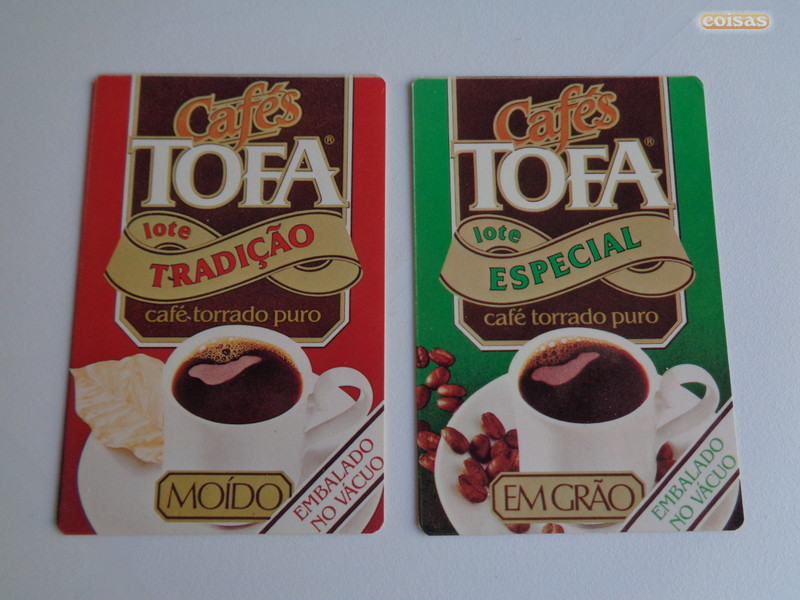 coisas
Cafés
TOFA®
lote
TRADIÇÃO
café torrado puro
MOÍDO
EMBALADO
NO VÁCUO
Cafés
TOFA®
lote
ESPECIAL
café torrado puro
EM GRÃO
EMBALADO
NO VÁCUO